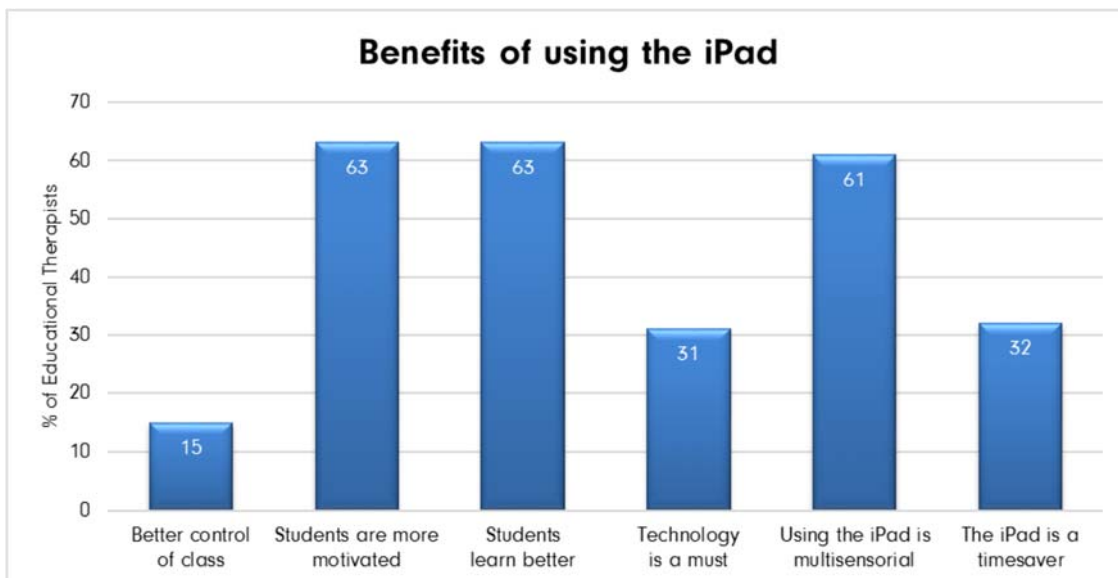 Benefits of using the iPad
% of Educational Therapists
70
60
50
40
30
20
10
0
15
63
63
31
61
32
Better control
of class
Students are more
motivated
Students
learn better
Technology
is a must
Using the iPad is
multisensorial
The iPad is a
timesaver